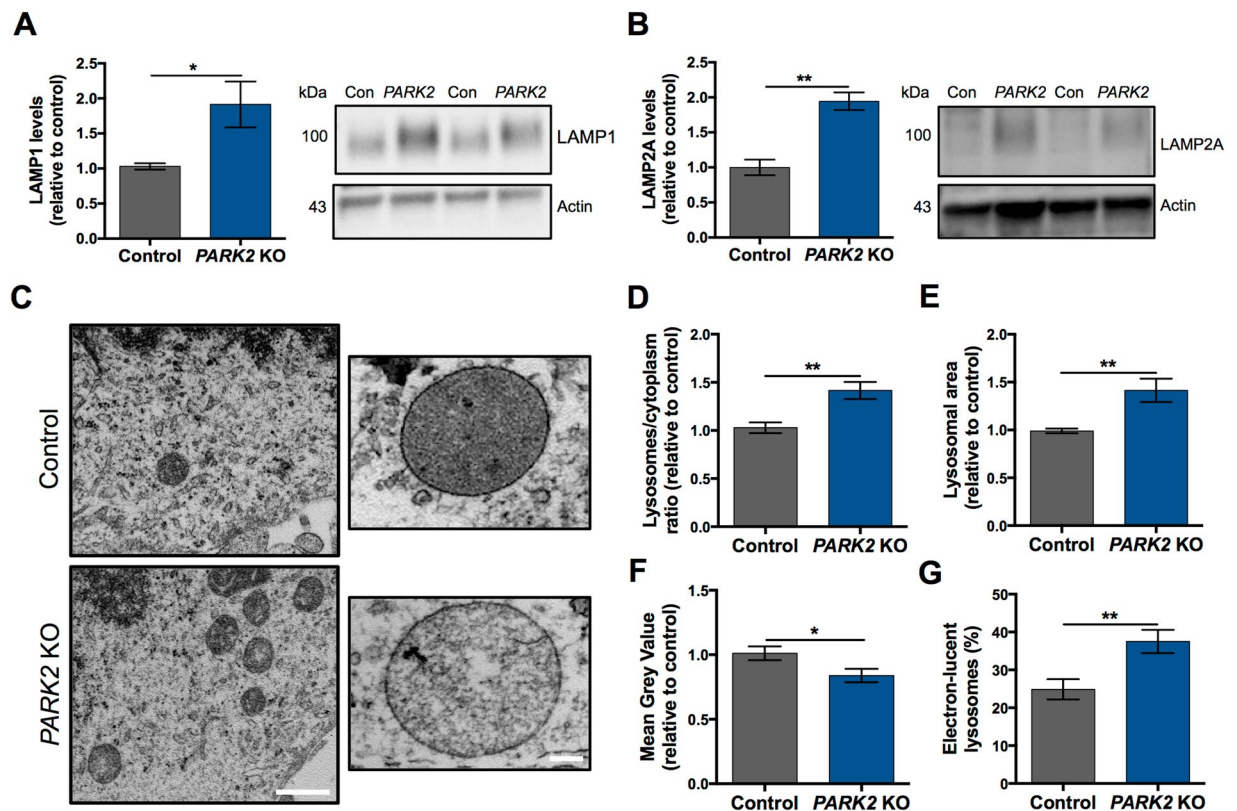 A
LAMP1 levels
(relative to control)
2.5
2.0
1.5
1.0
0.5
0.0
*
Control PARK2 KO
kDa Con PARK2 Con PARK2
100 LAMP1
43 Actin
B
LAMP2A levels
(relative to control)
2.5
2.0
1.5
1.0
0.5
0.0
**
Control PARK2 KO
kDa Con PARK2 Con PARK2
100 LAMP2A
43 Actin
C
Control
PARK2 KO
D
Lysosomes/cytoplasm
ratio (relative to control)
2.0
1.5
1.0
0.5
0.0
**
Control PARK2 KO
E
Lysosomal area
(relative to control)
2.0
1.5
1.0
0.5
0.0
**
Control PARK2 KO
F
Mean Grey Value
(relative to control)
1.5
1.0
0.5
0.0
*
Control PARK2 KO
G
Electron-lucent
lysosomes (%)
50
40
30
20
10
0
**
Control PARK2 KO